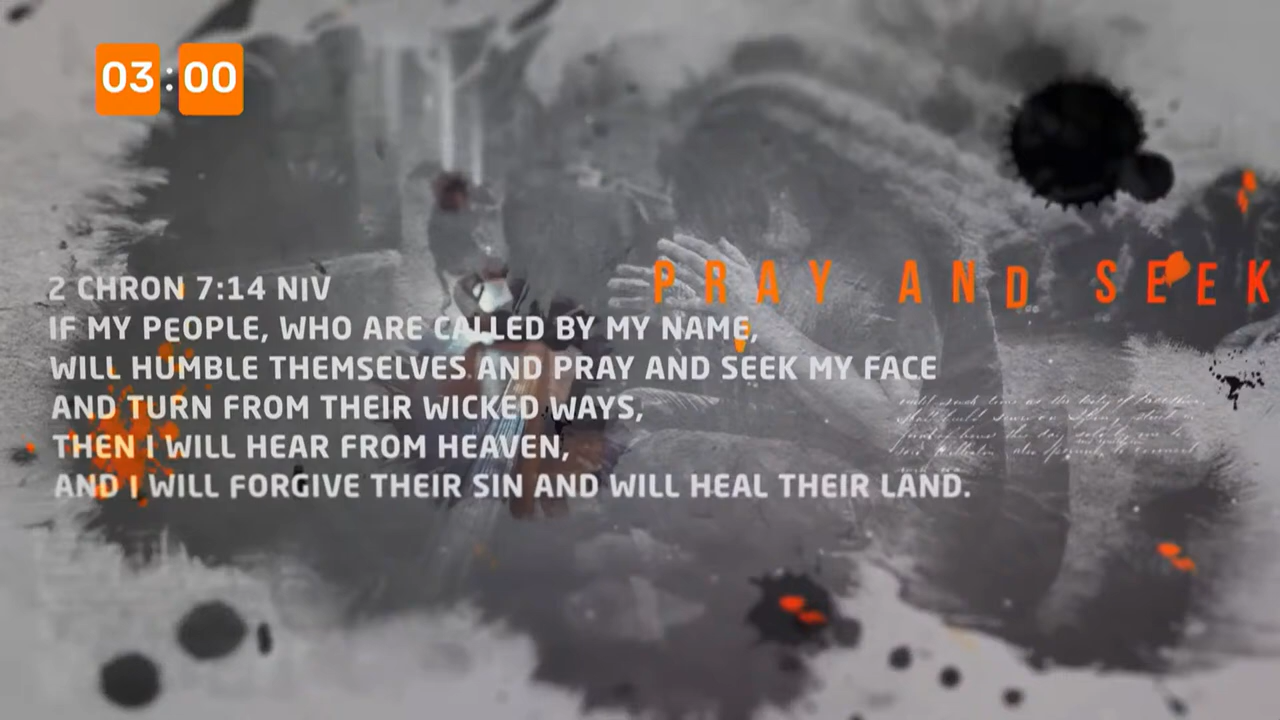 03:00
PRAY AND SEEK
2 CHRON 7:14 NIV
IF MY PEOPLE, WHO ARE CALLED BY MY NAME,
WILL HUMBLE THEMSELVES AND PRAY AND SEEK MY FACE
AND TURN FROM THEIR WICKED WAYS,
THEN I WILL HEAR FROM HEAVEN,
AND I WILL FORGIVE THEIR SIN AND WILL HEAL THEIR LAND.